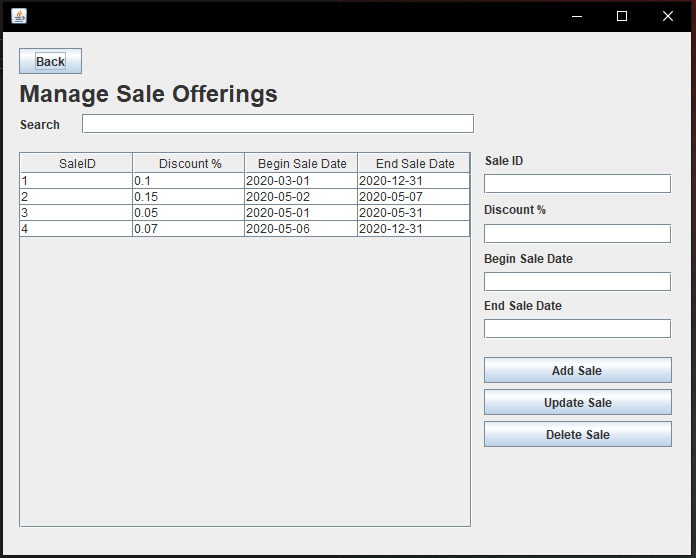 Back
Manage Sale Offerings
Search
SaleID Discount % Begin Sale Date End Sale Date
1 0.1 2020-03-01 2020-12-31
2 0.15 2020-05-02 2020-05-07
3 0.05 2020-05-01 2020-05-31
4 0.07 2020-05-06 2020-12-31
Sale ID
Discount %
Begin Sale Date
End Sale Date
Add Sale
Update Sale
Delete Sale